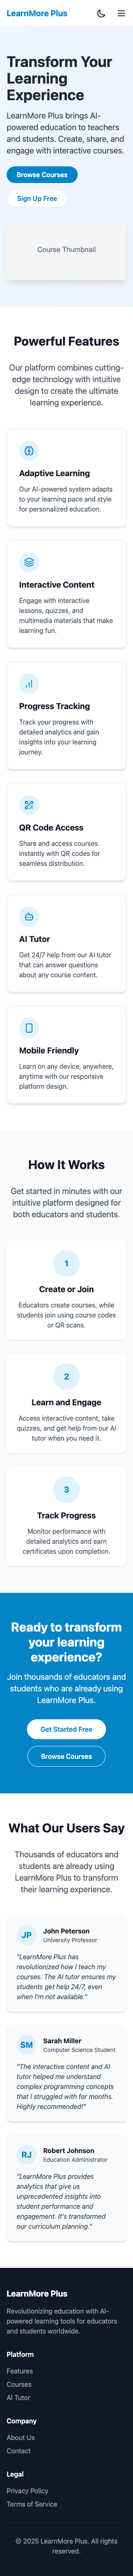 LearnMore Plus
Transform Your
Learning
Experience
LearnMore Plus brings AI-
powered education to teachers
and students. Create, share, and
engage with interactive courses.
Browse Courses
Sign Up Free
Course Thumbnail
Powerful Features
Our platform combines cutting-
edge technology with intuitive
design to create the ultimate
learning experience.
Adaptive Learning
Our AI-powered system adapts
to your learning pace and style
for personalized education.
Interactive Content
Engage with interactive
lessons, quizzes, and
multimedia materials that make
learning fun.
Progress Tracking
Track your progress with
detailed analytics and gain
insights into your learning
journey.
QR Code Access
Share and access courses
instantly with QR codes for
seamless distribution.
AI Tutor
Get 24/7 help from our AI tutor
that can answer questions
about any course content.
Mobile Friendly
Learn on any device, anywhere,
anytime with our responsive
platform design.
How It Works
Get started in minutes with our
intuitive platform designed for
both educators and students.
1
Create or Join
Educators create courses, while
students join using course codes
or QR scans.
2
Learn and Engage
Access interactive content, take
quizzes, and get help from our AI
tutor when you need it.
3
Track Progress
Monitor performance with
detailed analytics and earn
certificates upon completion.
Ready to transform
your learning
experience?
Join thousands of educators and
students who are already using
LearnMore Plus.
Get Started Free
Browse Courses
What Our Users Say
Thousands of educators and
students are already using
LearnMore Plus to transform
their learning experience.
JP
John Peterson
University Professor
"LearnMore Plus has
revolutionized how I teach my
courses. The AI tutor ensures my
students get help 24/7, even
when I'm not available."
SM
Sarah Miller
Computer Science Student
"The interactive content and AI
tutor helped me understand
complex programming concepts
that I struggled with for months.
Highly recommended!"
RJ
Robert Johnson
Education Administrator
"LearnMore Plus provides
analytics that give us
unprecedented insights into
student performance and
engagement. It's transformed
our curriculum planning."
LearnMore Plus
Revolutionizing education with AI-
powered learning tools for educators
and students worldwide.
Platform
Features
Courses
AI Tutor
Company
About Us
Contact
Legal
Privacy Policy
Terms of Service
© 2025 LearnMore Plus. All rights
reserved.